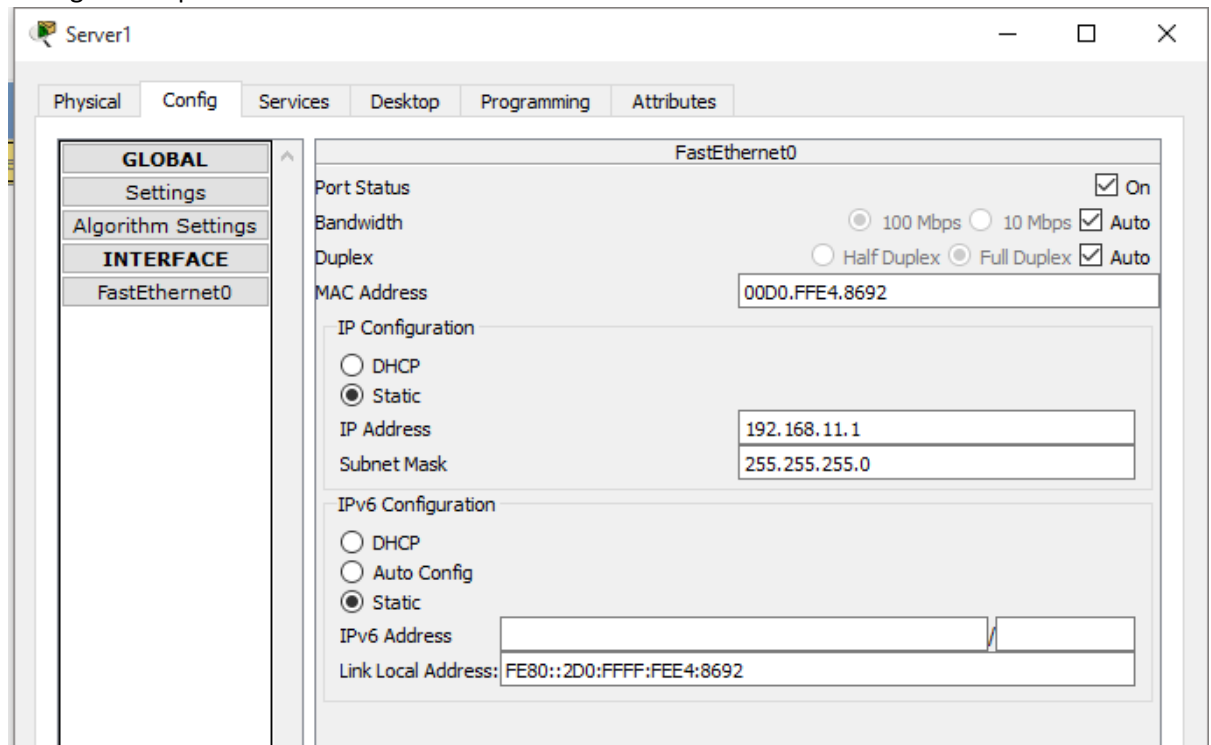 Server1
Physical Config Services Desktop Programming Attributes
GLOBAL
Settings
Algorithm Settings
INTERFACE
FastEthernet0
FastEthernet0
Port Status On
Bandwidth 100 Mbps 10 Mbps Auto
Duplex Half Duplex Full Duplex Auto
MAC Address 00D0.FFE4.8692
IP Configuration
DHCP
Static
IP Address 192.168.11.1
Subnet Mask 255.255.255.0
IPv6 Configuration
DHCP
Auto Config
Static
IPv6 Address /
Link Local Address: FE80::2D0:FFFF:FEE4:8692